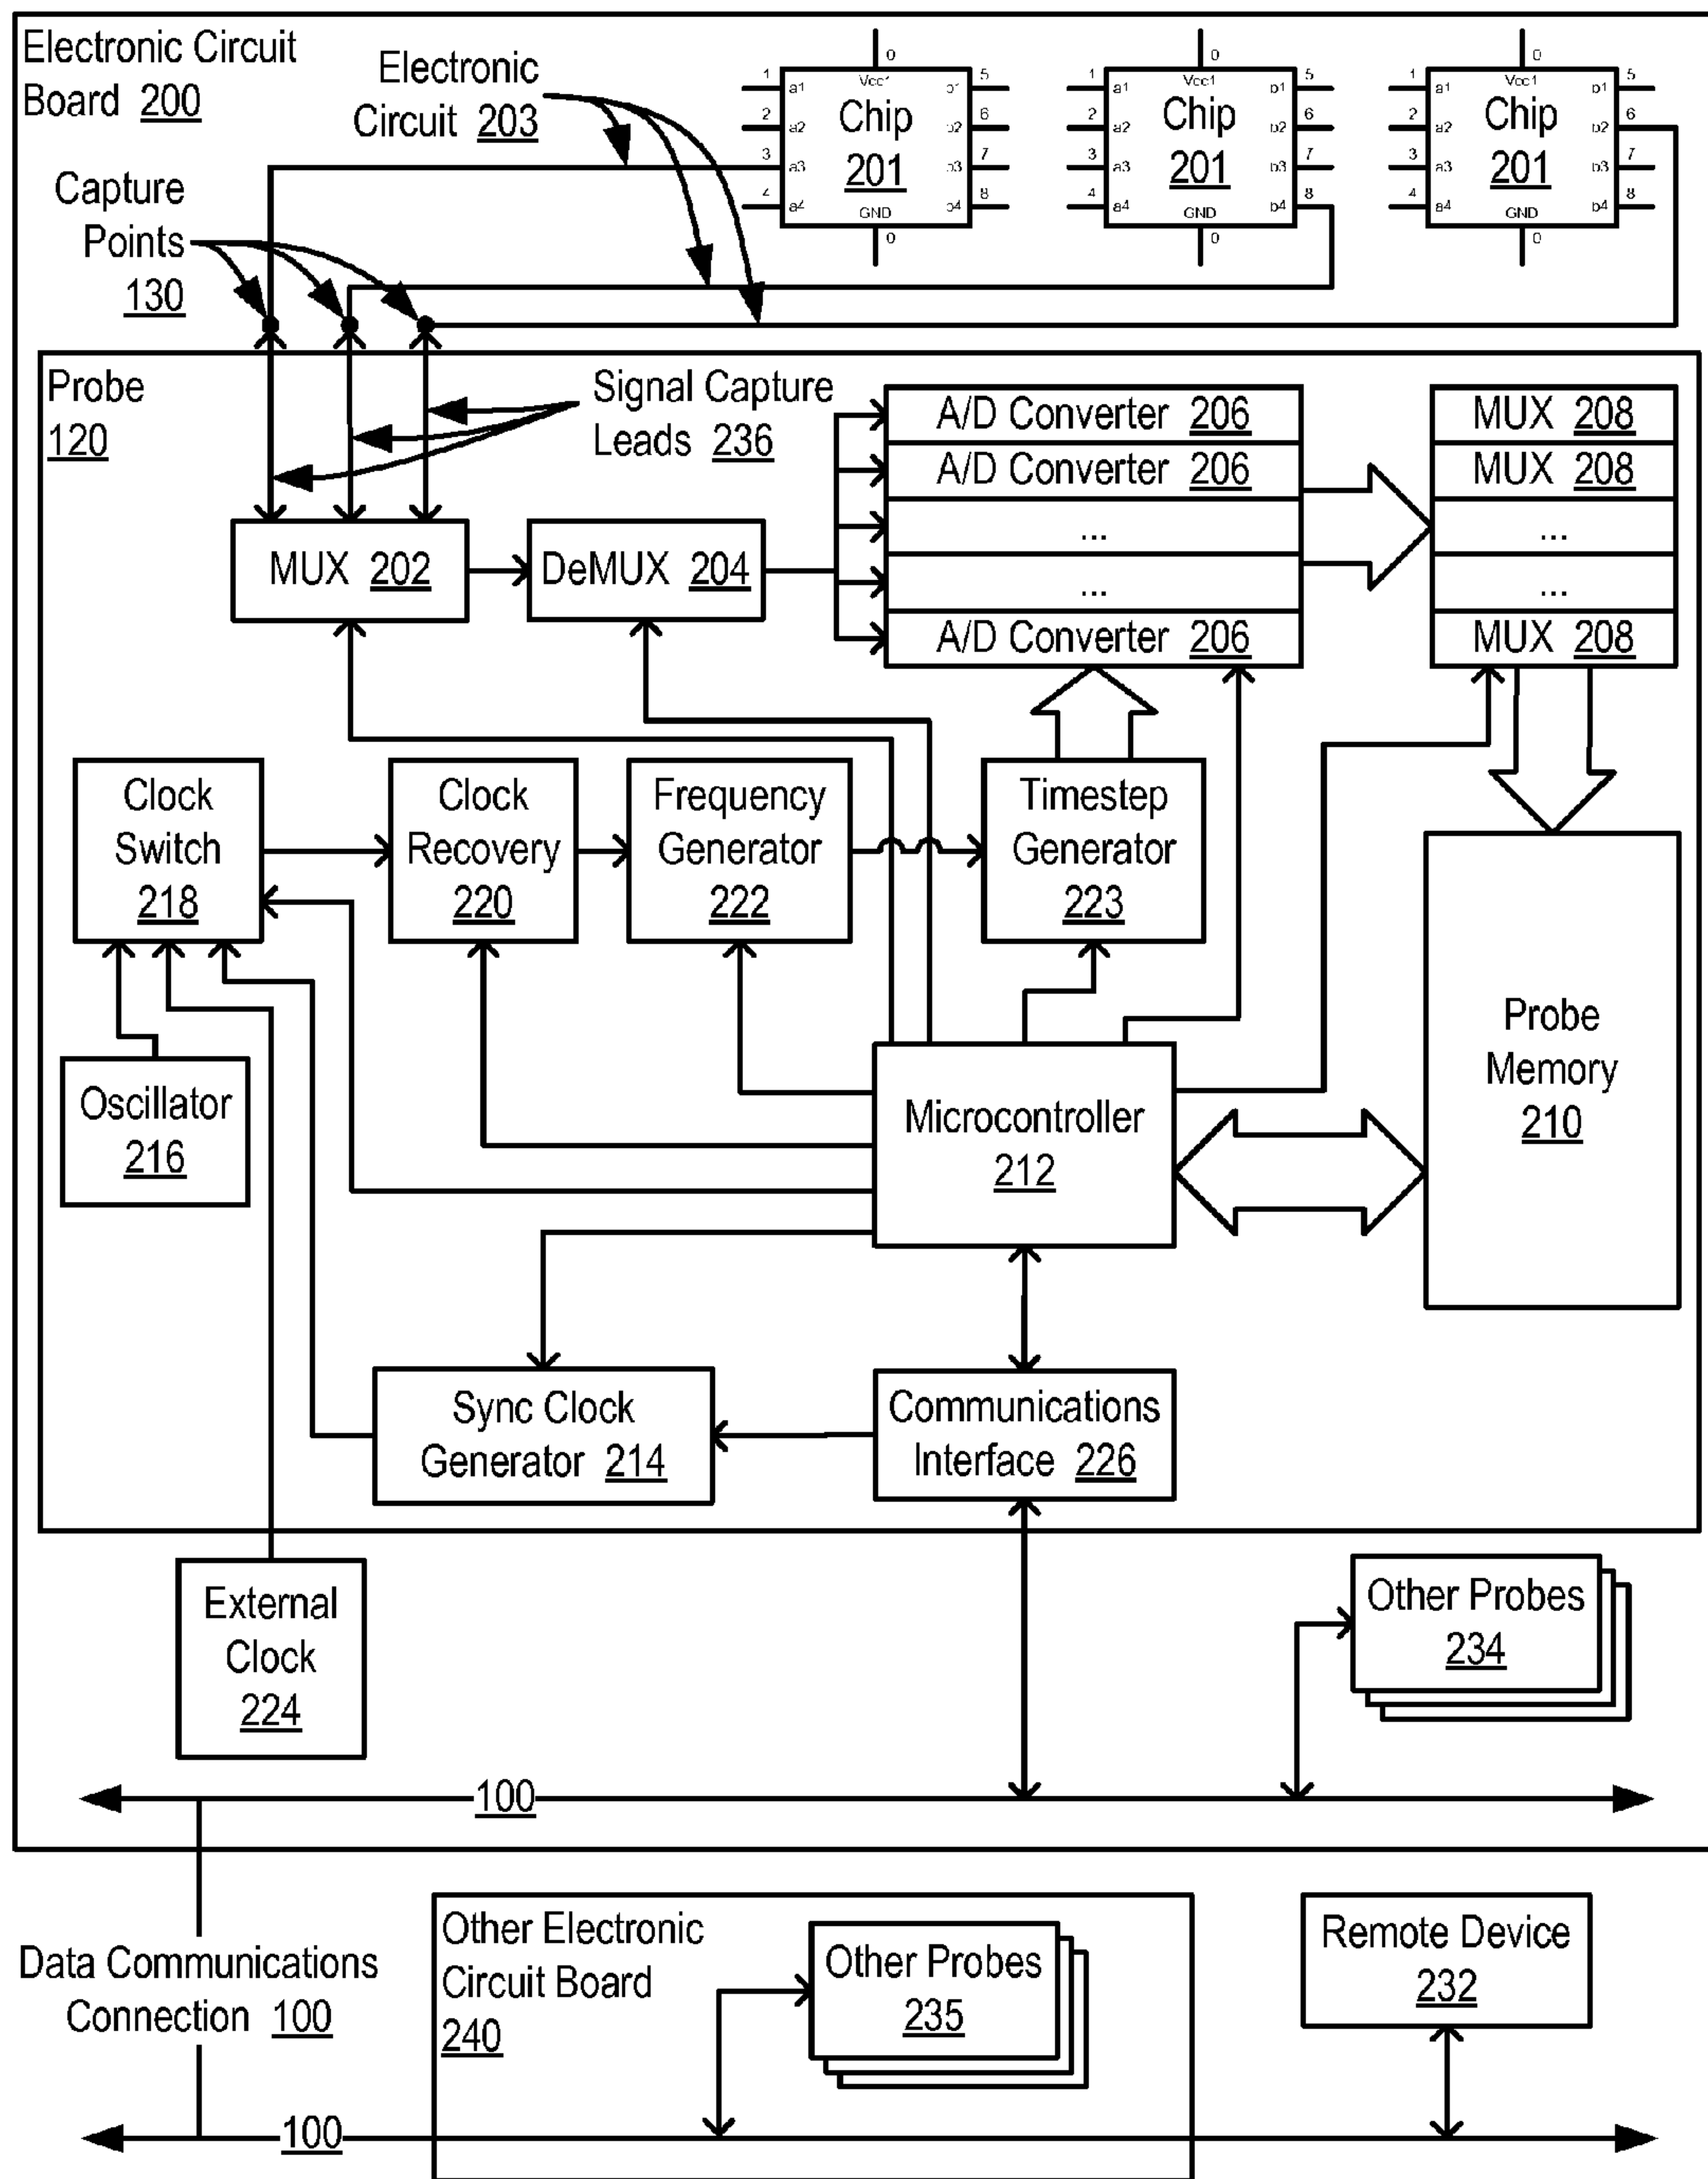 Electronic Circuit
Board 200
Electronic
Circuit 203
Capture
Points
130
0
Vcc1
1 a1
2 a2
3 a3
4 a4
Chip
201
GND
0
b1 5
b2 6
b3 7
b4 8
0
Vcc1
1 a1
2 a2
3 a3
4 a4
Chip
201
GND
0
b1 5
b2 6
b3 7
b4 8
0
Vcc1
1 a1
2 a2
3 a3
4 a4
Chip
201
GND
0
b1 5
b2 6
b3 7
b4 8
Probe
120
Signal Capture
Leads 236
A/D Converter 206
A/D Converter 206
...
...
A/D Converter 206
MUX 208
MUX 208
...
...
MUX 208
MUX 202
DeMUX 204
Clock
Switch
218
Clock
Recovery
220
Frequency
Generator
222
Timestep
Generator
223
Probe
Memory
210
Oscillator
216
Microcontroller
212
Sync Clock
Generator 214
Communications
Interface 226
External
Clock
224
Other Probes
234
100
Data Communications
Connection 100
Other Electronic
Circuit Board
240
Other Probes
235
Remote Device
232
100